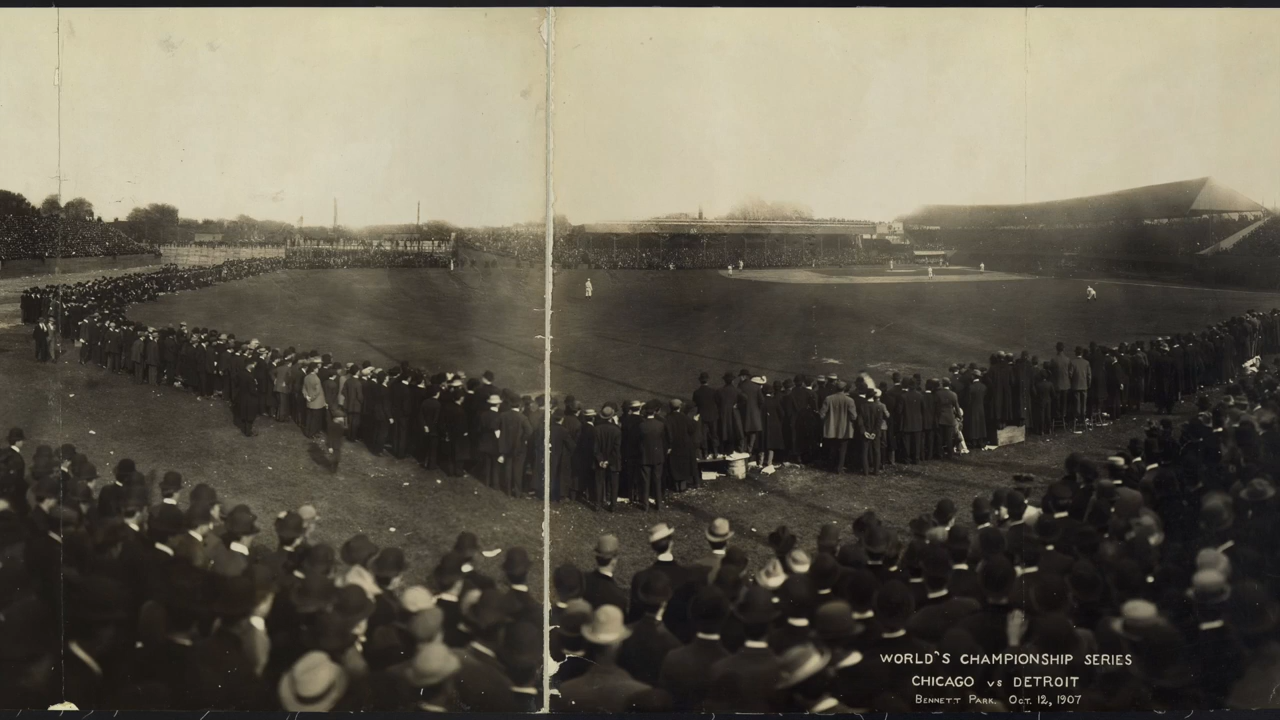 WORLD`S CHAMPIONSHIP SERIES
CHICAGO vs DETROIT
BENNETT PARK. OCT. 12, 1907